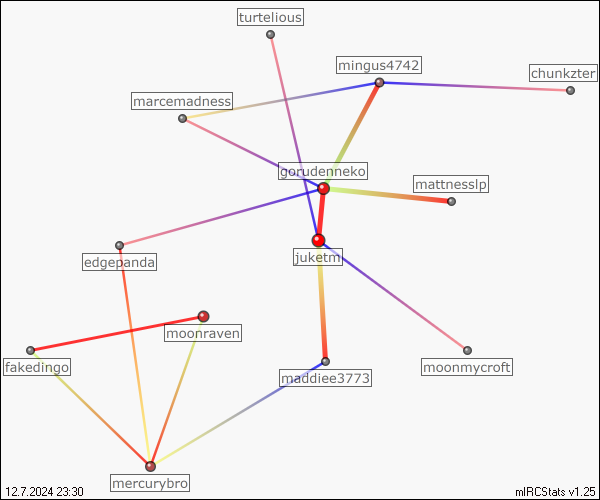 turtelious
mingus4742
chunkzter
marcemadness
gorudenneko
mattnesslp
juketm
edgepanda
moonraven
fakedingo
moonmycroft
maddiee3773
mercurybro
12.7.2024 23:30
mIRCStats v1.25